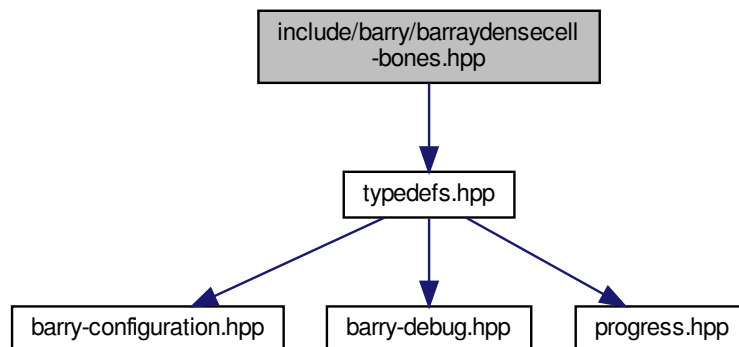 include/barry/barraydensecell
-bones.hpp
typedefs.hpp
barry-configuration.hpp
barry-debug.hpp
progress.hpp